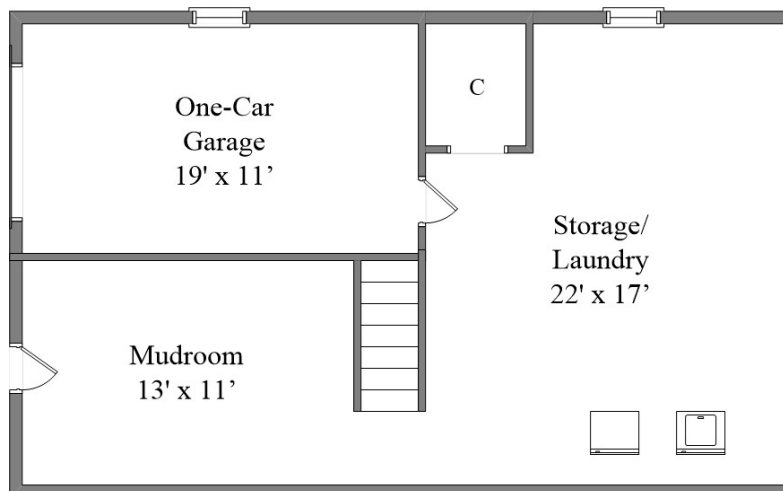 One-Car
Garage
19' x 11’
C
Storage/
Laundry
22' x 17’
Mudroom
13' x 11’